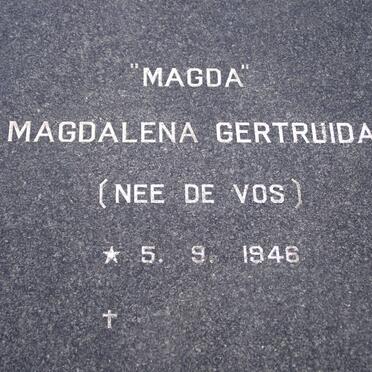 "MAGDA"
MAGDALENA GERTRUIDA
(NEE DE VOS)
★ 5. 9. 1946
✝